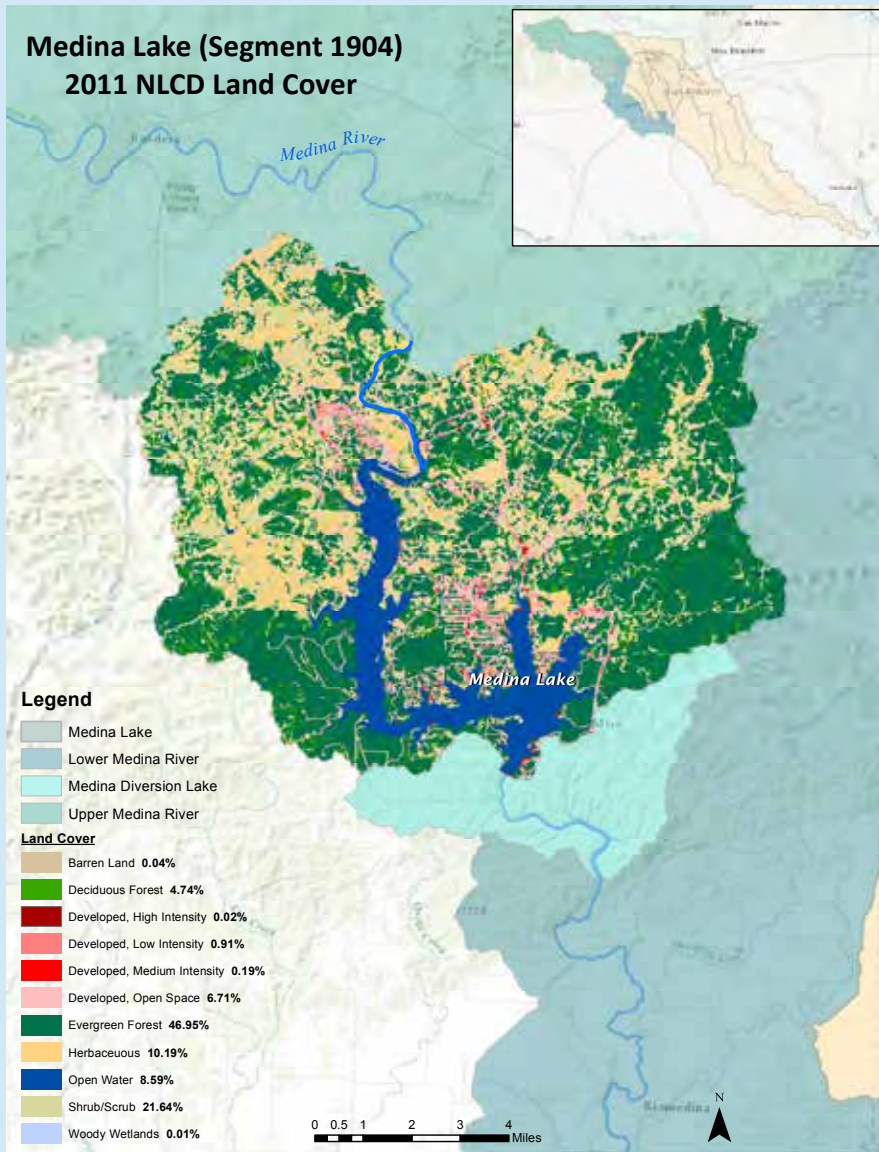 Medina Lake (Segment 1904)
2011 NLCD Land Cover
Medina River
Medina Lake
Legend
Medina Lake
Lower Medina River
Medina Diversion Lake
Upper Medina River
Land Cover
Barren Land 0.04%
Deciduous Forest 4.74%
Developed, High Intensity 0.02%
Developed, Low Intensity 0.91%
Developed, Medium Intensity 0.19%
Developed, Open Space 6.71%
Evergreen Forest 46.95%
Herbaceuous 10.19%
Open Water 8.59%
Shrub/Scrub 21.64%
Woody Wetlands 0.01%
0 0.5 1 2 3 4
Miles
N
Riomedina